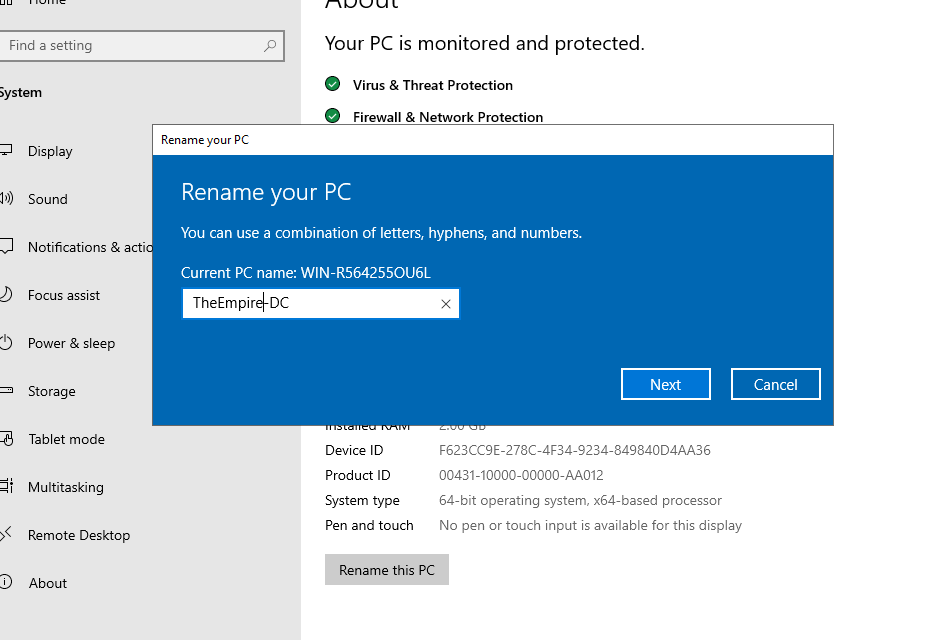 Home
About
Find a setting
Your PC is monitored and protected.
System
Virus & Threat Protection
Firewall & Network Protection
Rename your PC
Rename your PC
You can use a combination of letters, hyphens, and numbers.
Current PC name: WIN-R564255OU6L
TheEmpire-DC
Next
Cancel
Display
Sound
Notifications & actio
Focus assist
Power & sleep
Storage
Tablet mode
Multitasking
Remote Desktop
About
Installed RAM 2.00 GB
Device ID F623CC9E-278C-4F34-9234-849840D4AA36
Product ID 00431-10000-00000-AA012
System type 64-bit operating system, x64-based processor
Pen and touch No pen or touch input is available for this display
Rename this PC